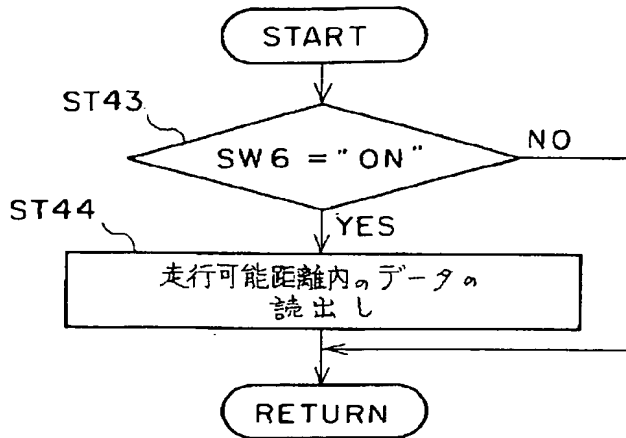 START
ST43
SW6 = "ON"
NO
ST44
YES
走行可能距離内のデータの
読出し
RETURN